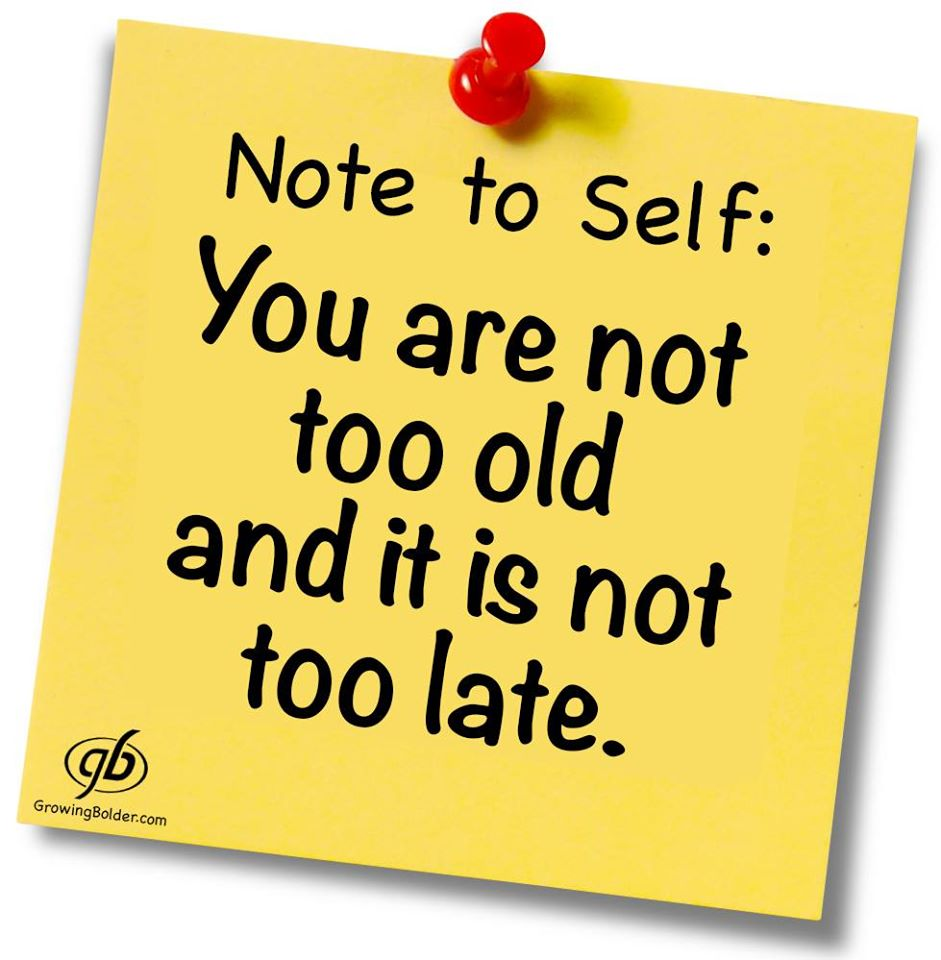 Note to Self:
You are not
too old
and it is not
too late.
gb
GrowingBolder.com